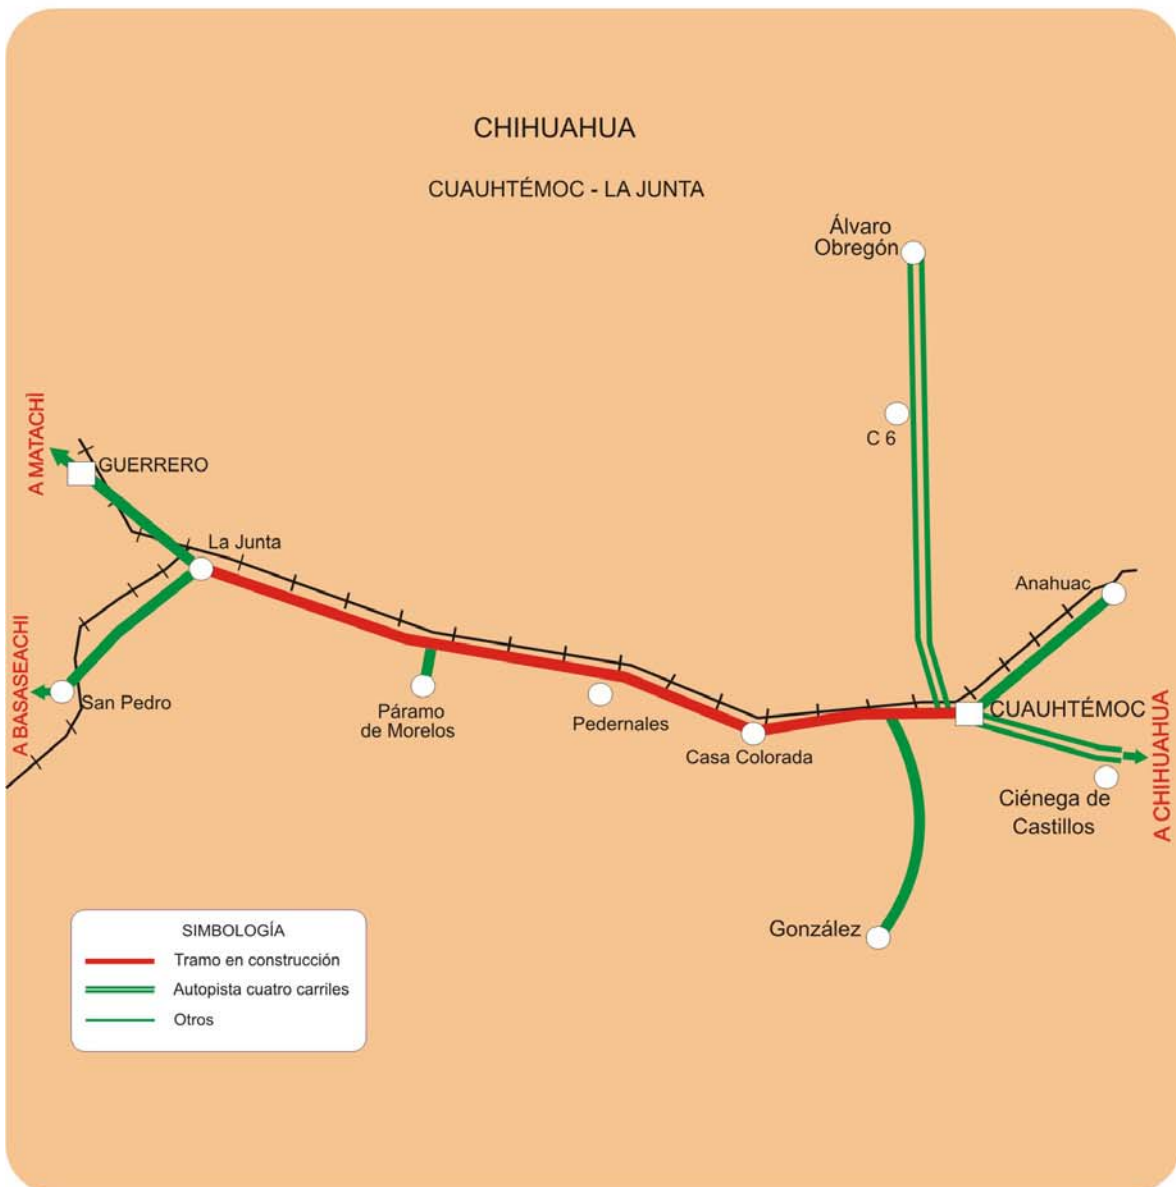 CHIHUAHUA
CUAUHTÉMOC - LA JUNTA
Álvaro
Obregón
C 6
A MATACHÌ
GUERRERO
La Junta
Anahuac
A BASASEACHI
San Pedro
Páramo
de Morelos
Pedernales
Casa Colorada
CUAUHTÉMOC
A CHIHUAHUA
Ciénega de
Castillos
González
SIMBOLOGÍA
Tramo en construcción
Autopista cuatro carriles
Otros